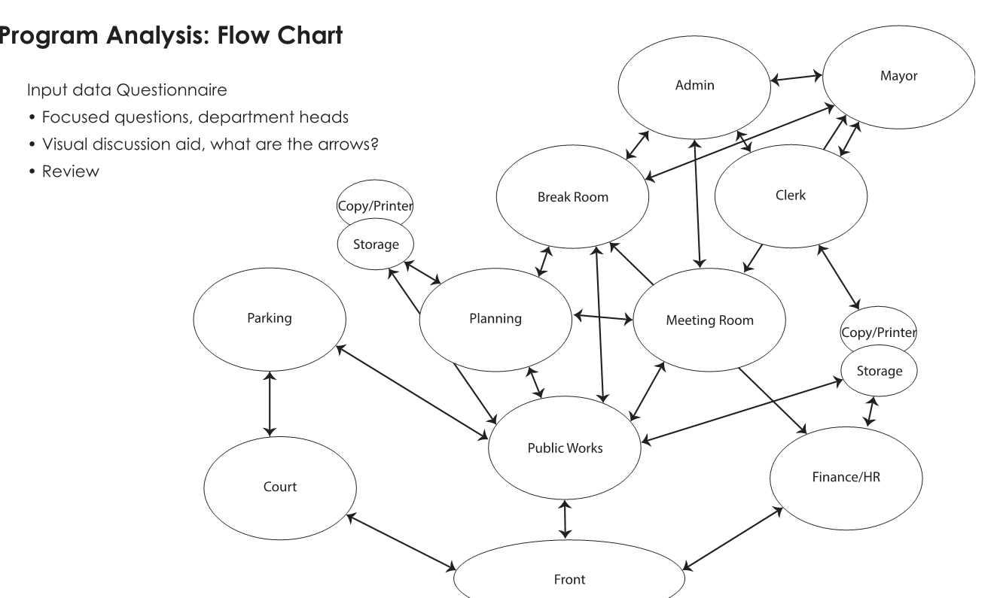 Program Analysis: Flow Chart
Input data Questionnaire
• Focused questions, department heads
• Visual discussion aid, what are the arrows?
• Review
Admin
Mayor
Break Room
Clerk
Copy/Printer
Storage
Parking
Planning
Meeting Room
Copy/Printer
Storage
Public Works
Finance/HR
Court
Front